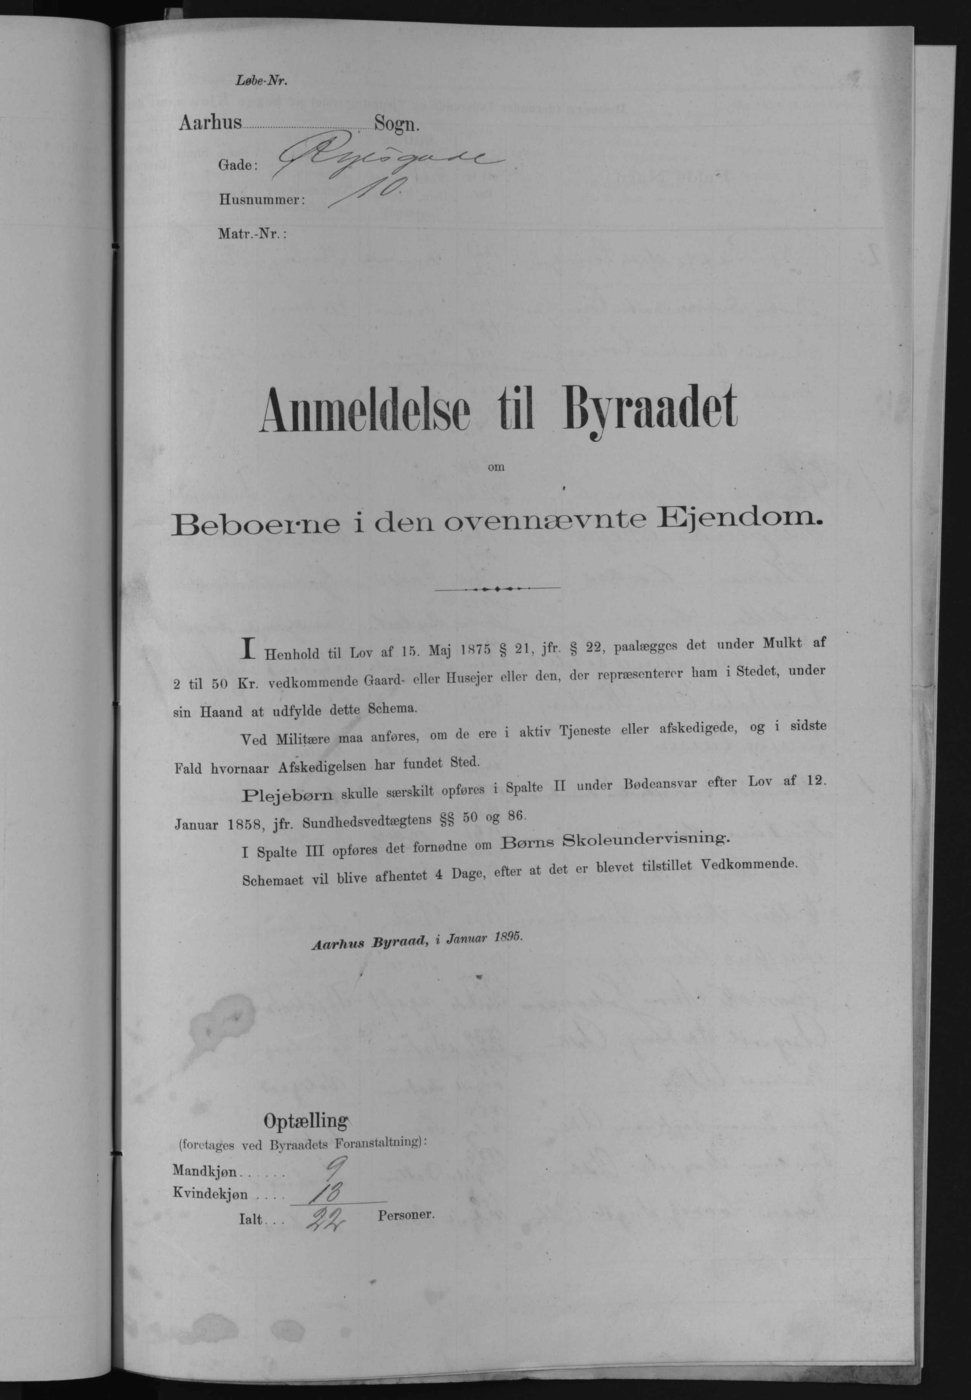 Løbe-Nr.
Aarhus Sogn.
Gade: Ryesgade
Husnummer: 10.
Matr.-Nr.:
Anmeldelse til Byraadet
om
Beboerne i den ovennævnte Ejendom.
I Henhold til Lov af 15. Maj 1875 § 21, jfr. § 22, paalægges det under Mulkt af
2 til 50 Kr. vedkommende Gaard- eller Husejer eller den, der repræsenterer ham i Stedet, under
sin Haand at udfylde dette Schema.
Ved Militære maa anføres, om de ere i aktiv Tjeneste eller afskedigede, og i sidste
Fald hvornaar Afskedigelsen har fundet Sted.
Plejebørn skulle særskilt opføres i Spalte II under Bødeansvar efter Lov af 12.
Januar 1858, jfr. Sundhedsvedtægtens §§ 50 og 86.
I Spalte III opføres det fornødne om Børns Skoleundervisning.
Schemaet vil blive afhentet 4 Dage, efter at det er blevet tilstillet Vedkommende.
Aarhus Byraad, i Januar 1895.
Optælling
(foretages ved Byraadets Foranstaltning):
Mandkjøn...... 9
Kvindekjøn .... 13
Ialt... 22 Personer.